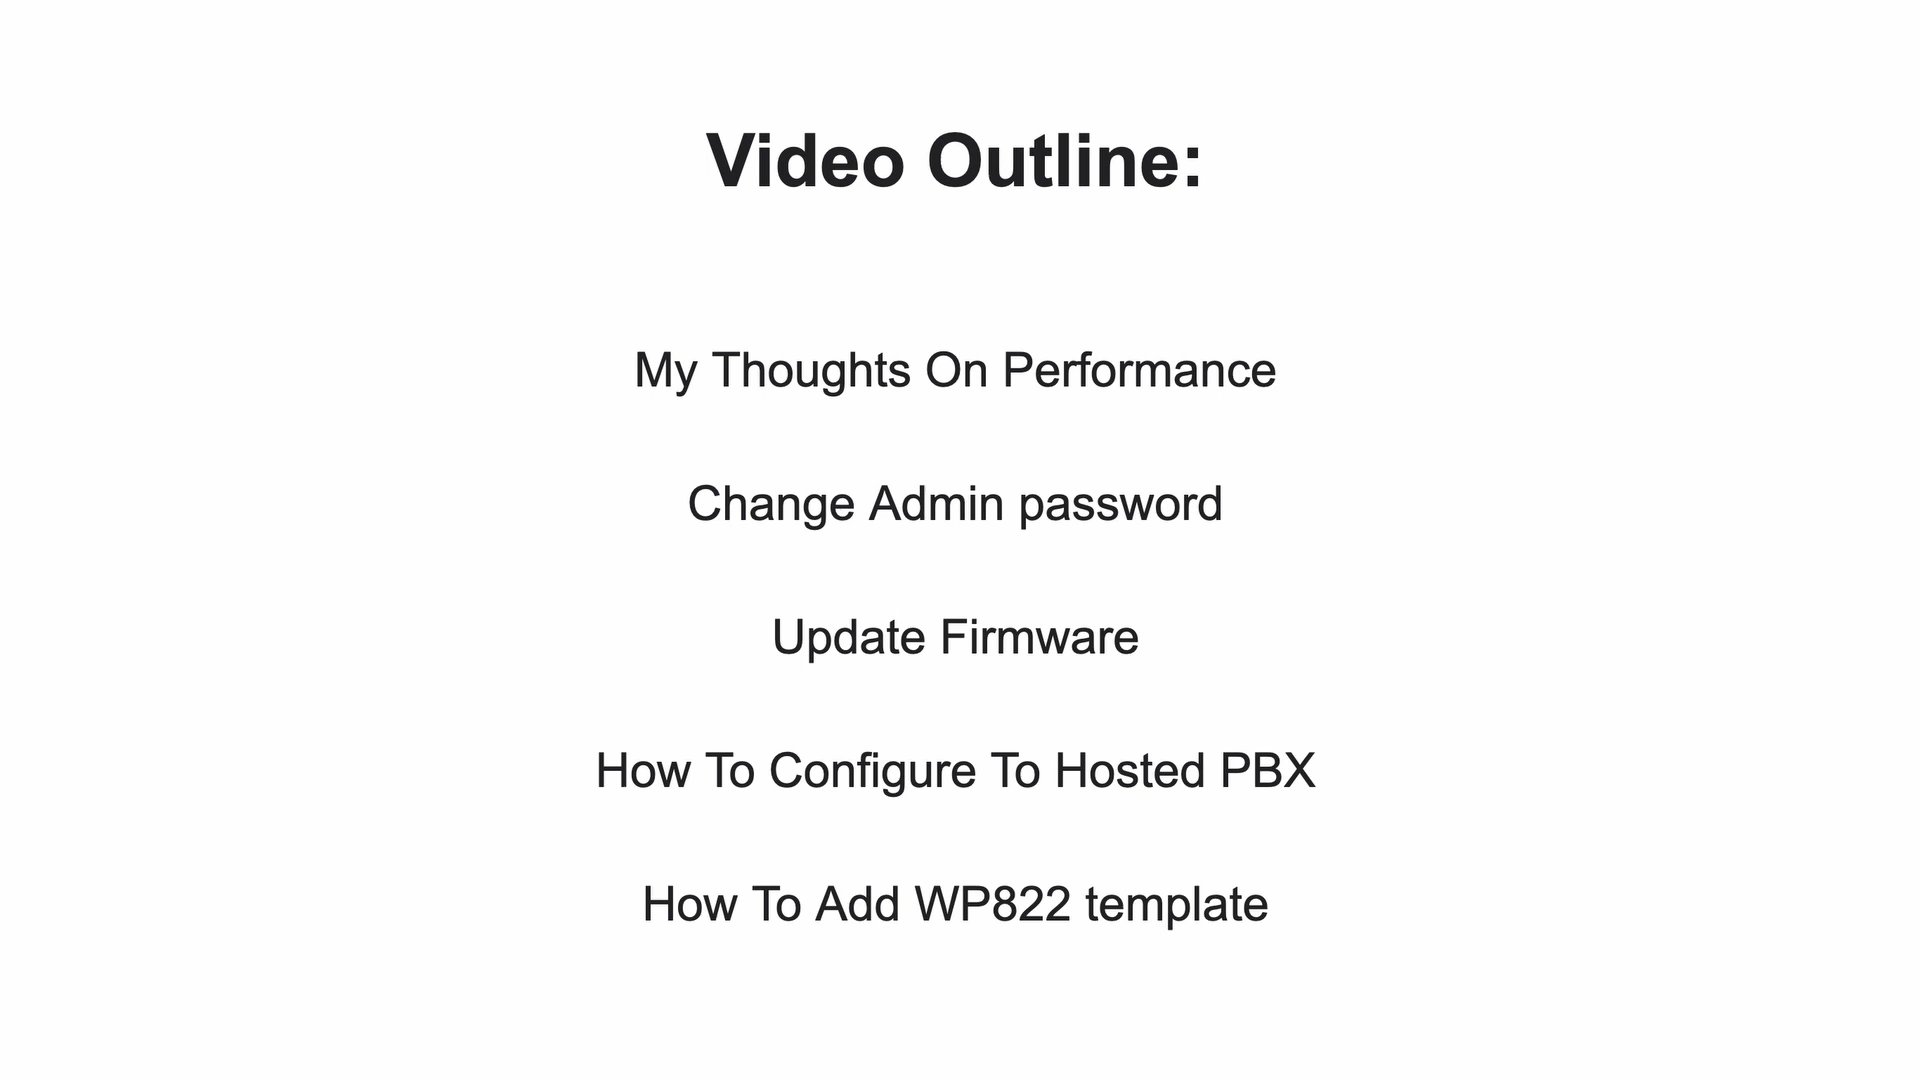 Video Outline:
My Thoughts On Performance
Change Admin password
Update Firmware
How To Configure To Hosted PBX
How To Add WP822 template